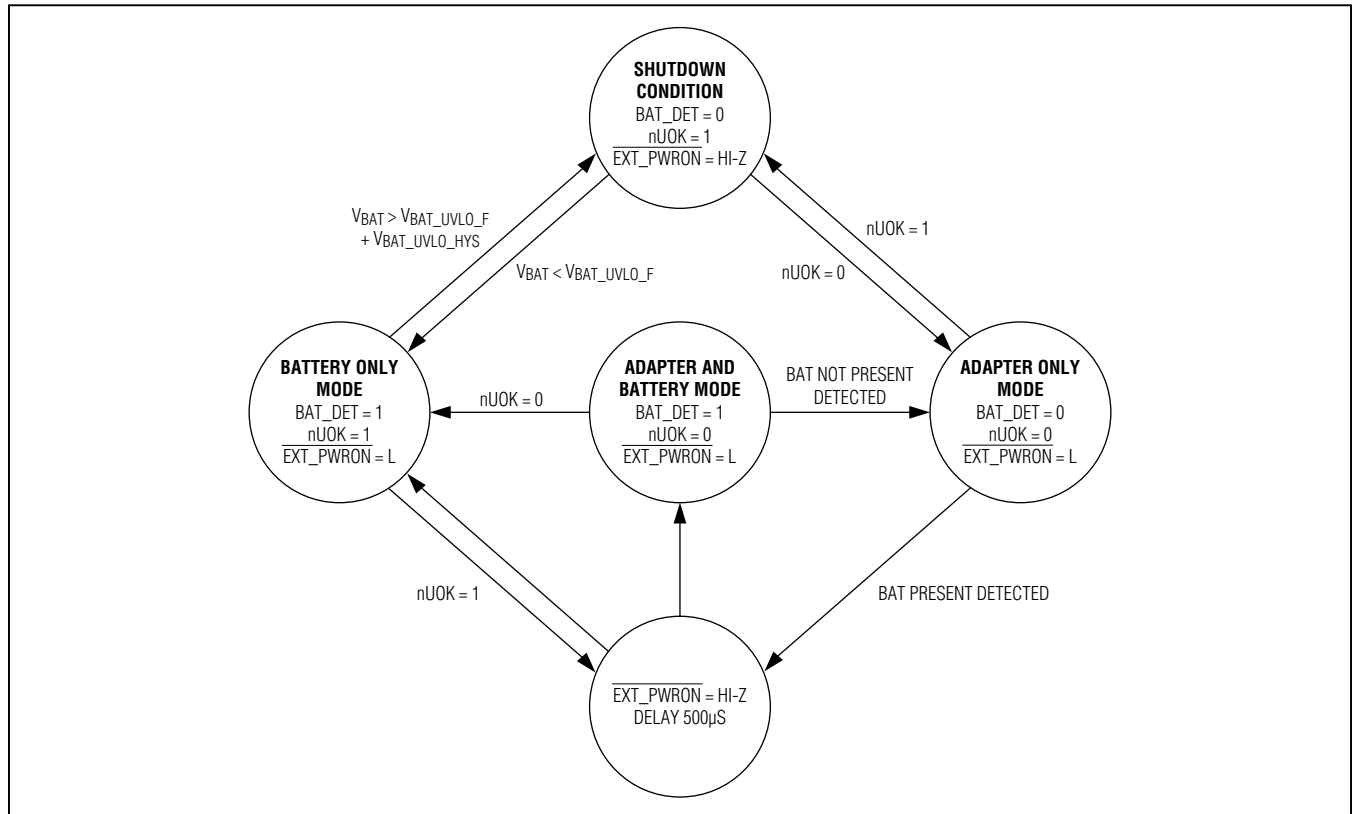 SHUTDOWN
CONDITION
BAT_DET = 0
nUOK = 1
EXT_PWRON = HI-Z
VBAT > VBAT_UVLO_F
+ VBAT_UVLO_HYS
VBAT < VBAT_UVLO_F
nUOK = 1
nUOK = 0
BATTERY ONLY
MODE
BAT_DET = 1
nUOK = 1
EXT_PWRON = L
nUOK = 0
ADAPTER AND
BATTERY MODE
BAT_DET = 1
nUOK = 0
EXT_PWRON = L
BAT NOT PRESENT
DETECTED
ADAPTER ONLY
MODE
BAT_DET = 0
nUOK = 0
EXT_PWRON = L
nUOK = 1
BAT PRESENT DETECTED
EXT_PWRON = HI-Z
DELAY 500µS